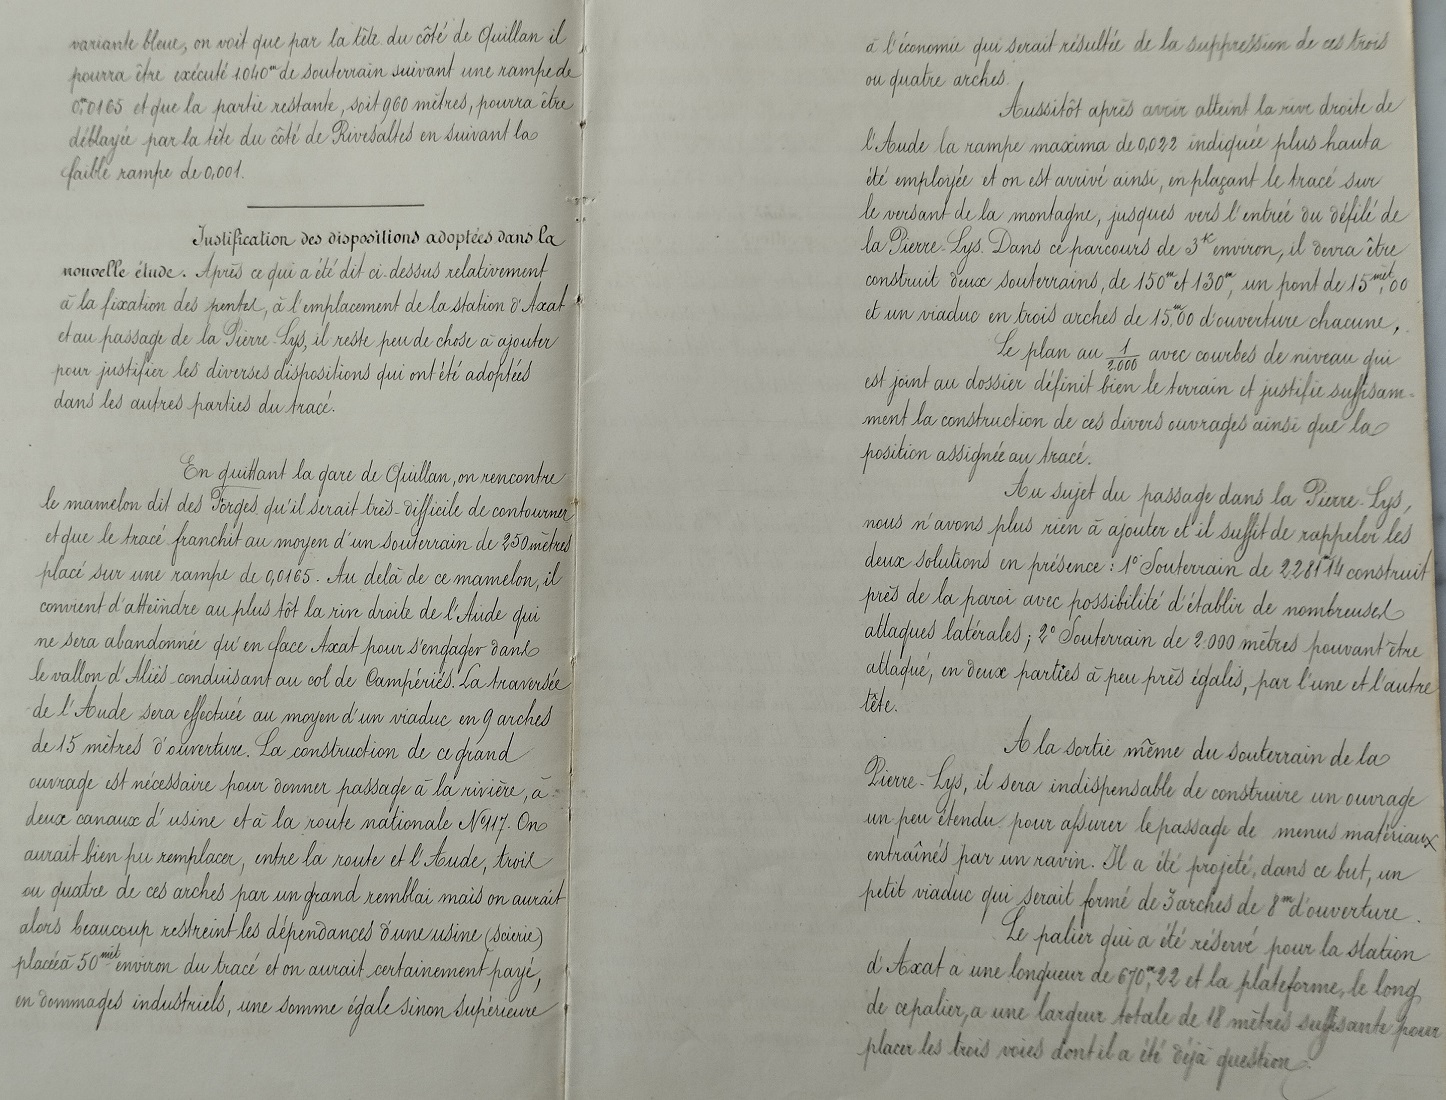 variante bleue, on voit que par la tête du côté de Quillan il
pourra être exécuté 1.040ᵐ de souterrain suivant une rampe de
0ᵐ,0165 et que la partie restante, soit 960 mètres, pourra être
déblayée par la tête du côté de Rivesaltes en suivant la
faible rampe de 0,001.
Justification des dispositions adoptées dans la
nouvelle étude. Après ce qui a été dit ci-dessus relativement
à la fixation des pentes, à l'emplacement de la station d'Axat
et au passage de la Pierre-Lys, il reste peu de chose à ajouter
pour justifier les diverses dispositions qui ont été adoptées
dans les autres parties du tracé.
En quittant la gare de Quillan, on rencontre
le mamelon dit des Forges qu'il serait très-difficile de contourner
et que le tracé franchit au moyen d'un souterrain de 250 mètres
placé sur une rampe de 0,0165. Au delà de ce mamelon, il
convient d'atteindre au plus tôt la rive droite de l'Aude qui
ne sera abandonnée qu'en face Axat pour s'engager dans
le vallon d'Aliès conduisant au col de Campériés. La traversée
de l'Aude sera effectuée au moyen d'un viaduc en 9 arches
de 15 mètres d'ouverture. La construction de ce grand
ouvrage est nécessaire pour donner passage à la rivière, à
deux canaux d'usine et à la route nationale Nº 117. On
aurait bien pu remplacer, entre la route et l'Aude, trois
ou quatre de ces arches par un grand remblai mais on aurait
alors beaucoup restreint les dépendances d'une usine (scierie)
placée à 50ᵐèᵗ environ du tracé et on aurait certainement payé,
en dommages industriels, une somme égale sinon supérieure
à l'économie qui serait résultée de la suppression de ces trois
ou quatre arches.
Aussitôt après avoir atteint la rive droite de
l'Aude la rampe maxima de 0,022 indiquée plus haut a
été employée et on est arrivé ainsi, en plaçant le tracé sur
le versant de la montagne, jusques vers l'entrée du défilé de
la Pierre-Lys. Dans ce parcours de 3ᵏ environ, il devra être
construit deux souterrains, de 150ᵐ et 130ᵐ, un pont de 15ᵐèᵗ,00
et un viaduc en trois arches de 15ᵐ,00 d'ouverture chacune,
Le plan au 1/2.000 avec courbes de niveau qui
est joint au dossier définit bien le terrain et justifie suffisam-
ment la construction de ces divers ouvrages ainsi que la
position assignée au tracé.
Au sujet du passage dans la Pierre-Lys,
nous n'avons plus rien à ajouter et il suffit de rappeler les
deux solutions en présence : 1º Souterrain de 2281ᵐ14 construit
près de la paroi avec possibilité d'établir de nombreuses
attaques latérales ; 2º Souterrain de 2.000 mètres pouvant être
attaqué, en deux parties à peu près égales, par l'une et l'autre
tête.
A la sortie même du souterrain de la
Pierre-Lys, il sera indispensable de construire un ouvrage
un peu étendu pour assurer le passage de menus matériaux
entraînés par un ravin. Il a été projeté, dans ce but, un
petit viaduc qui serait formé de 3 arches de 8ᵐ d'ouverture.
Le palier qui a été réservé pour la station
d'Axat a une longueur de 670ᵐ,22 et la plateforme, le long
de ce palier, a une largeur totale de 18 mètres suffisante pour
placer les trois voies dont il a été déjà question.